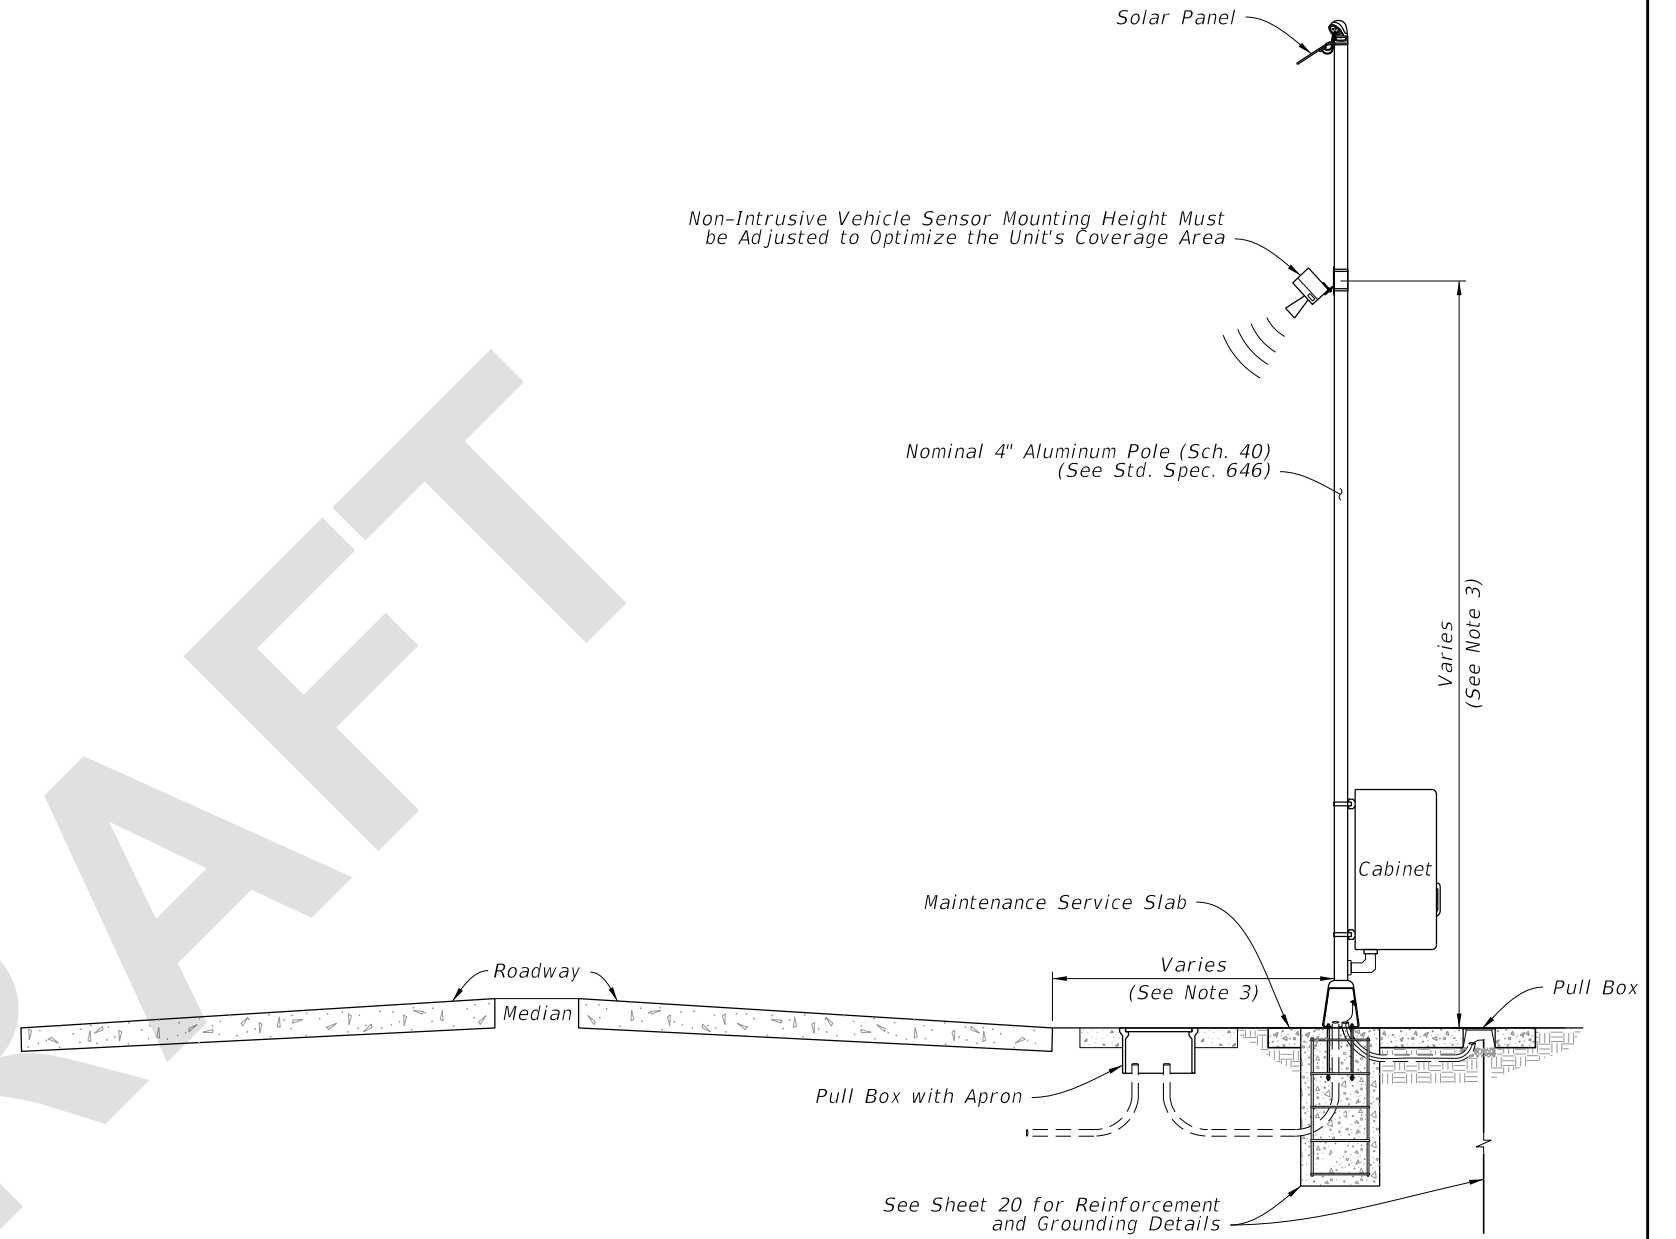 Solar Panel
Non-Intrusive Vehicle Sensor Mounting Height Must
be Adjusted to Optimize the Unit's Coverage Area
Nominal 4" Aluminum Pole (Sch. 40)
(See Std. Spec. 646)
Varies
(See Note 3)
Cabinet
Maintenance Service Slab
Varies
(See Note 3)
Roadway
Median
Pull Box
Pull Box with Apron
See Sheet 20 for Reinforcement
and Grounding Details
RAFT